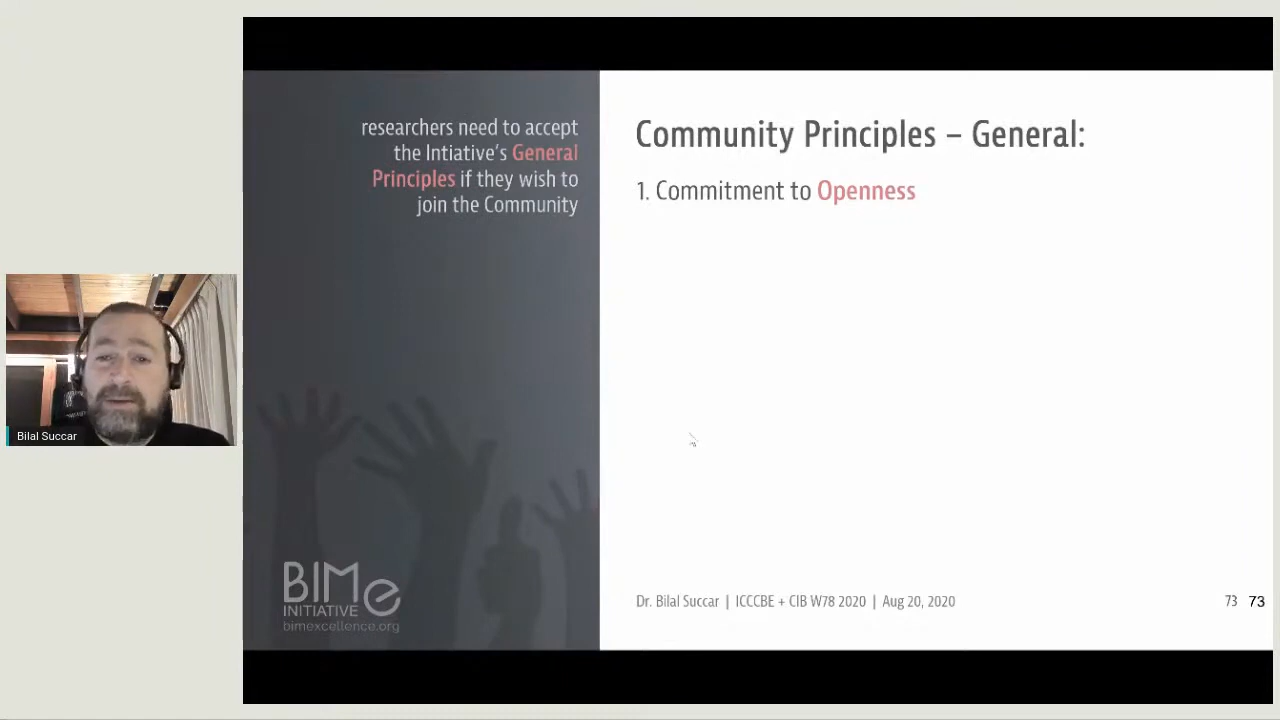 researchers need to accept
the Intiative's General
Principles if they wish to
join the Community
Community Principles – General:
1. Commitment to Openness
Bilal Succar
BIMe
INITIATIVE
bimexcellence.org
Dr. Bilal Succar | ICCCBE + CIB W78 2020 | Aug 20, 2020
73 73